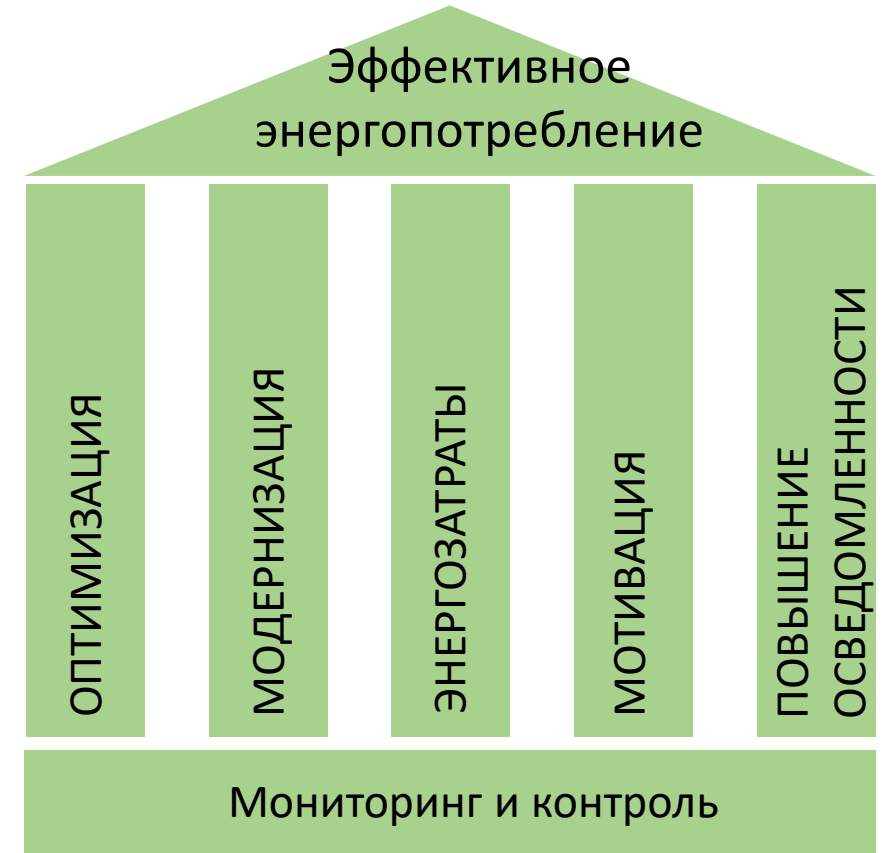 Эффективное
энергопотребление
ОПТИМИЗАЦИЯ
МОДЕРНИЗАЦИЯ
ЭНЕРГОЗАТРАТЫ
МОТИВАЦИЯ
ПОВЫШЕНИЕ
ОСВЕДОМЛЕННОСТИ
Мониторинг и контроль